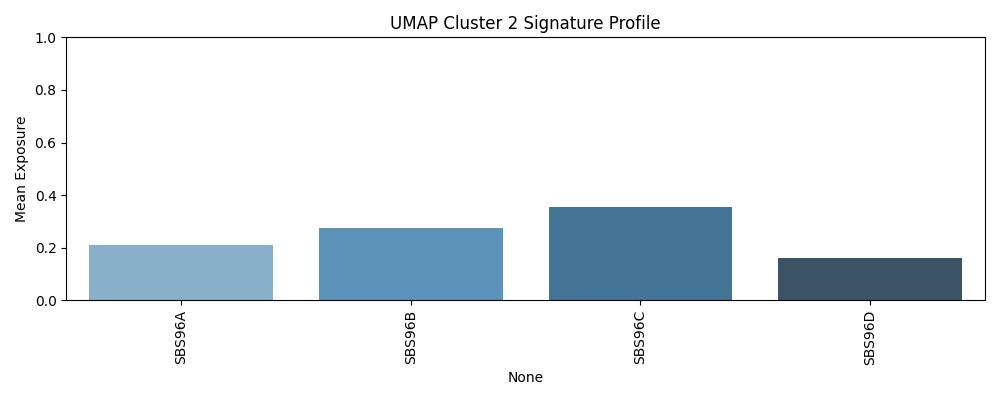 UMAP Cluster 2 Signature Profile
1.0
0.8
0.6
0.4
0.2
0.0
Mean Exposure
SBS96A
SBS96B
SBS96C
SBS96D
None